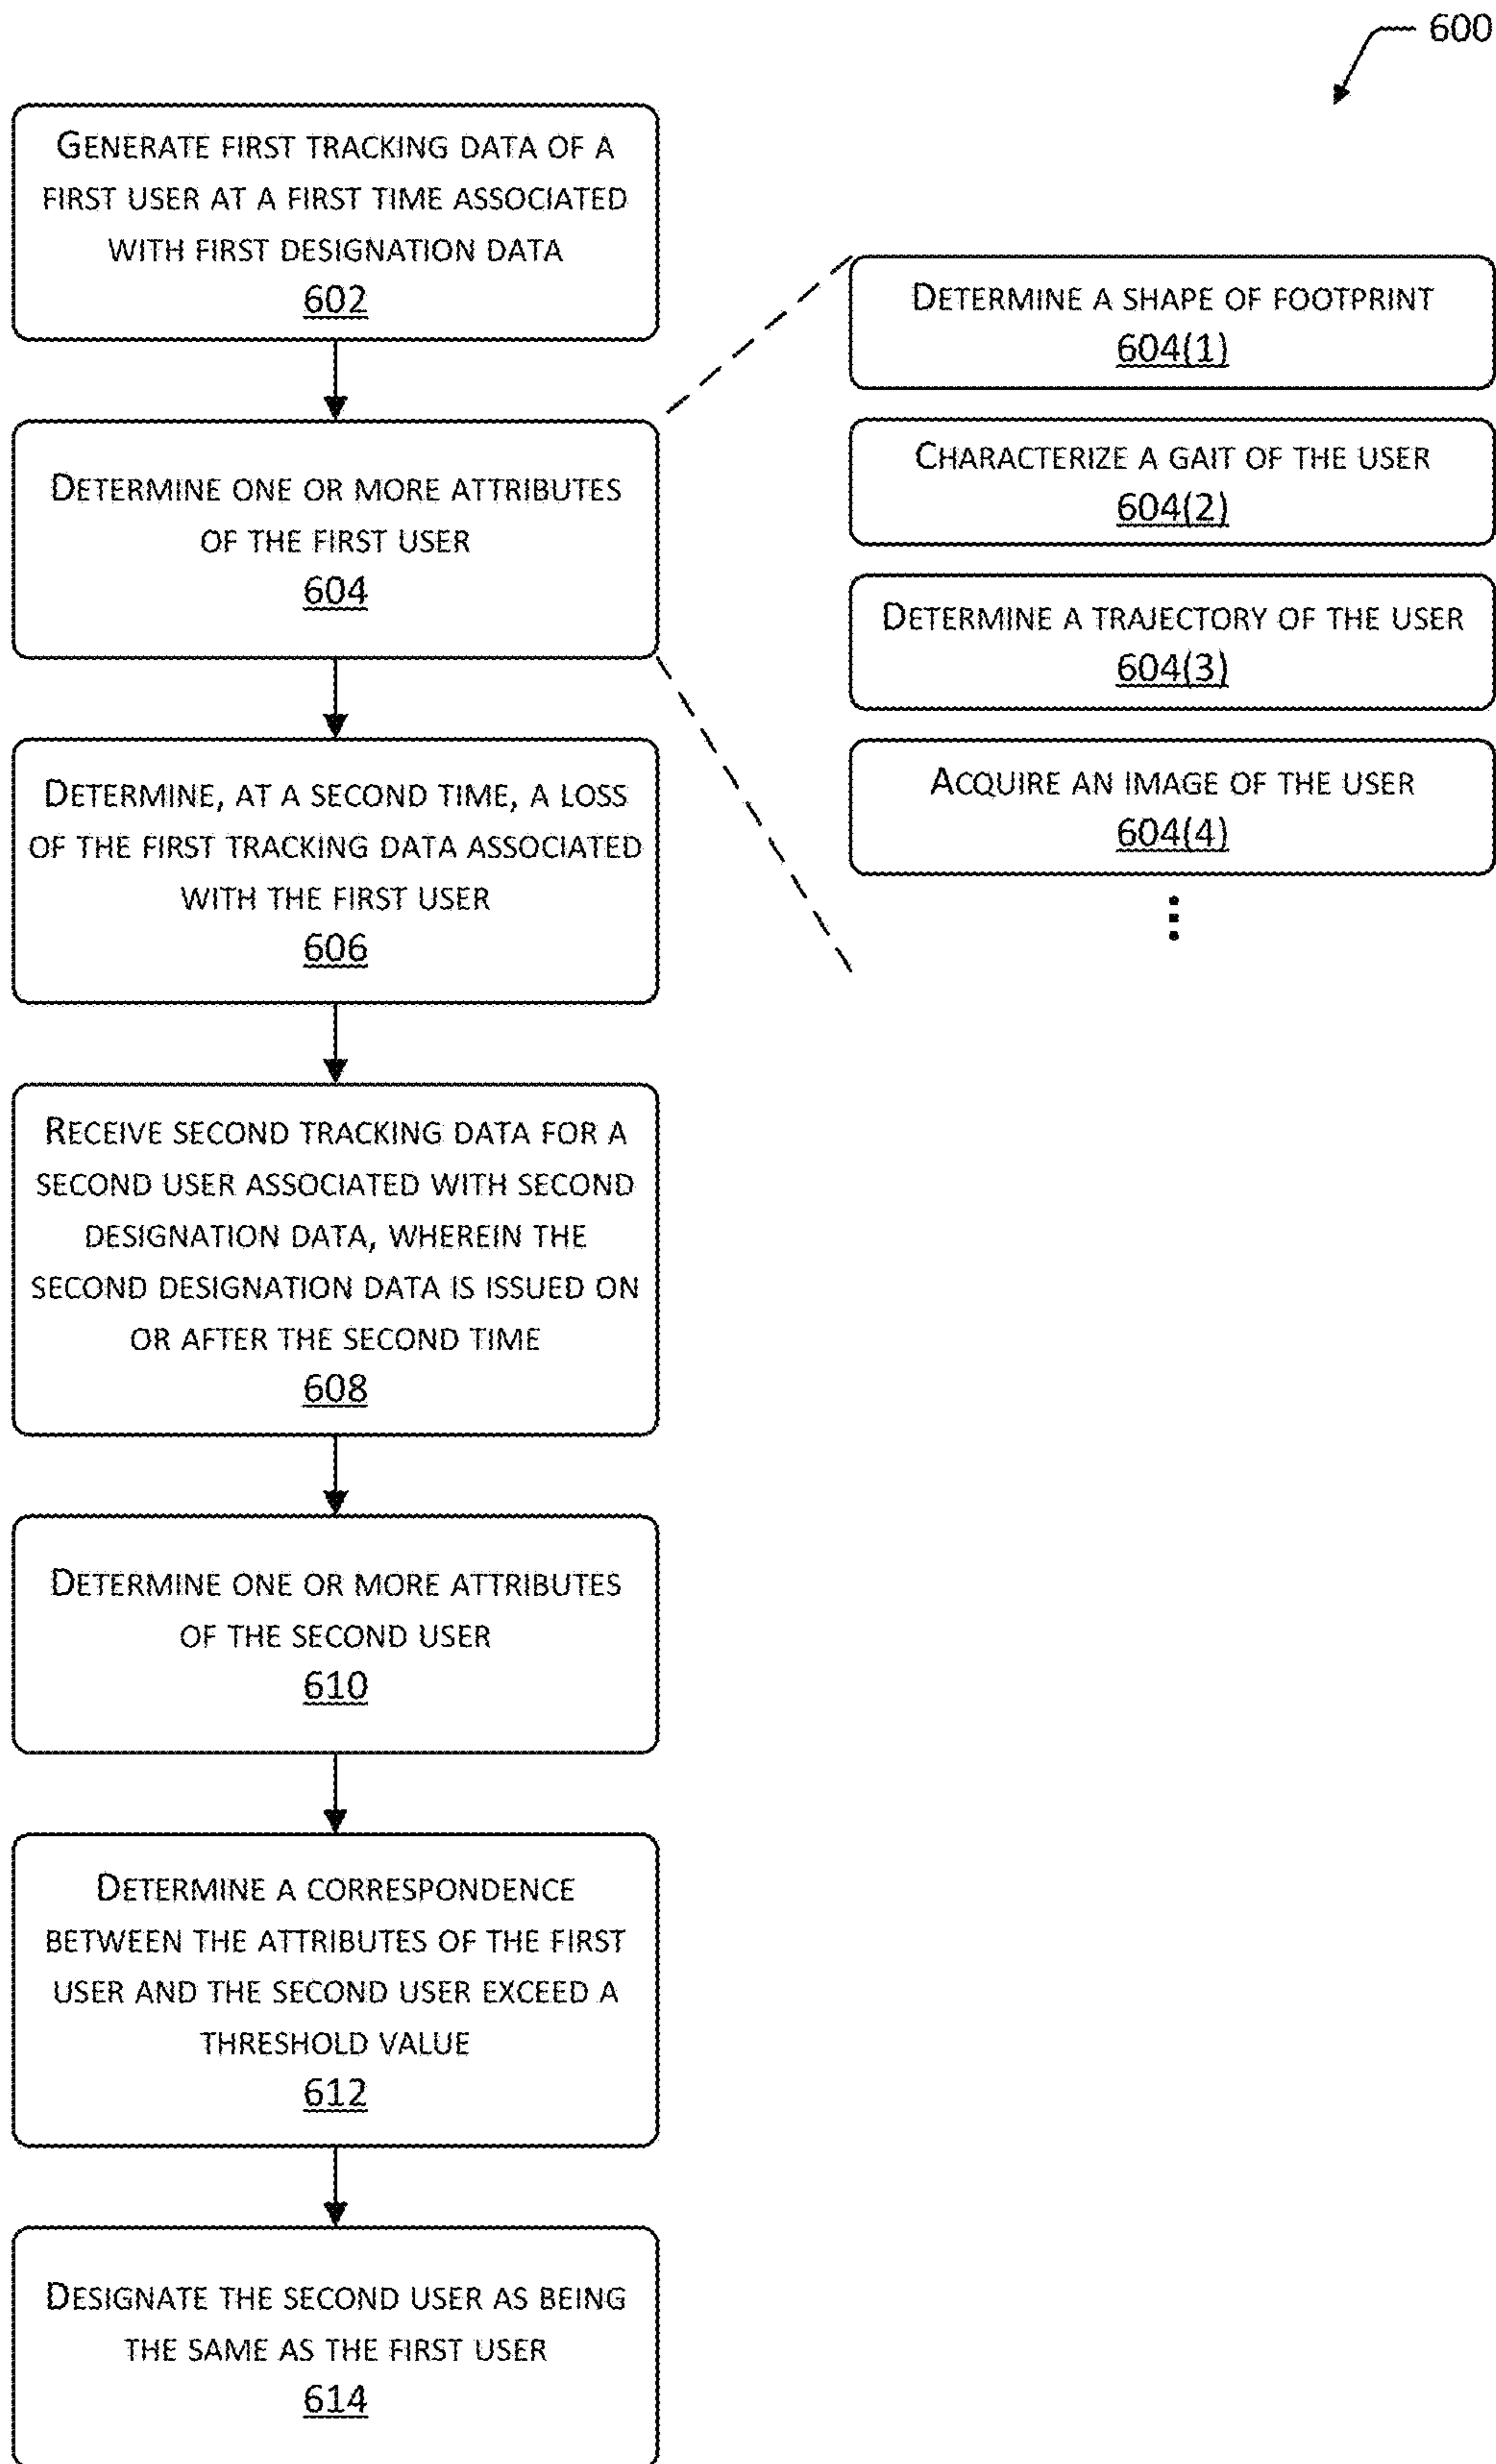 600
GENERATE FIRST TRACKING DATA OF A
FIRST USER AT A FIRST TIME ASSOCIATED
WITH FIRST DESIGNATION DATA
602
DETERMINE ONE OR MORE ATTRIBUTES
OF THE FIRST USER
604
DETERMINE A SHAPE OF FOOTPRINT
604(1)
CHARACTERIZE A GAIT OF THE USER
604(2)
DETERMINE A TRAJECTORY OF THE USER
604(3)
ACQUIRE AN IMAGE OF THE USER
604(4)
DETERMINE, AT A SECOND TIME, A LOSS
OF THE FIRST TRACKING DATA ASSOCIATED
WITH THE FIRST USER
606
RECEIVE SECOND TRACKING DATA FOR A
SECOND USER ASSOCIATED WITH SECOND
DESIGNATION DATA, WHEREIN THE
SECOND DESIGNATION DATA IS ISSUED ON
OR AFTER THE SECOND TIME
608
DETERMINE ONE OR MORE ATTRIBUTES
OF THE SECOND USER
610
DETERMINE A CORRESPONDENCE
BETWEEN THE ATTRIBUTES OF THE FIRST
USER AND THE SECOND USER EXCEED A
THRESHOLD VALUE
612
DESIGNATE THE SECOND USER AS BEING
THE SAME AS THE FIRST USER
614